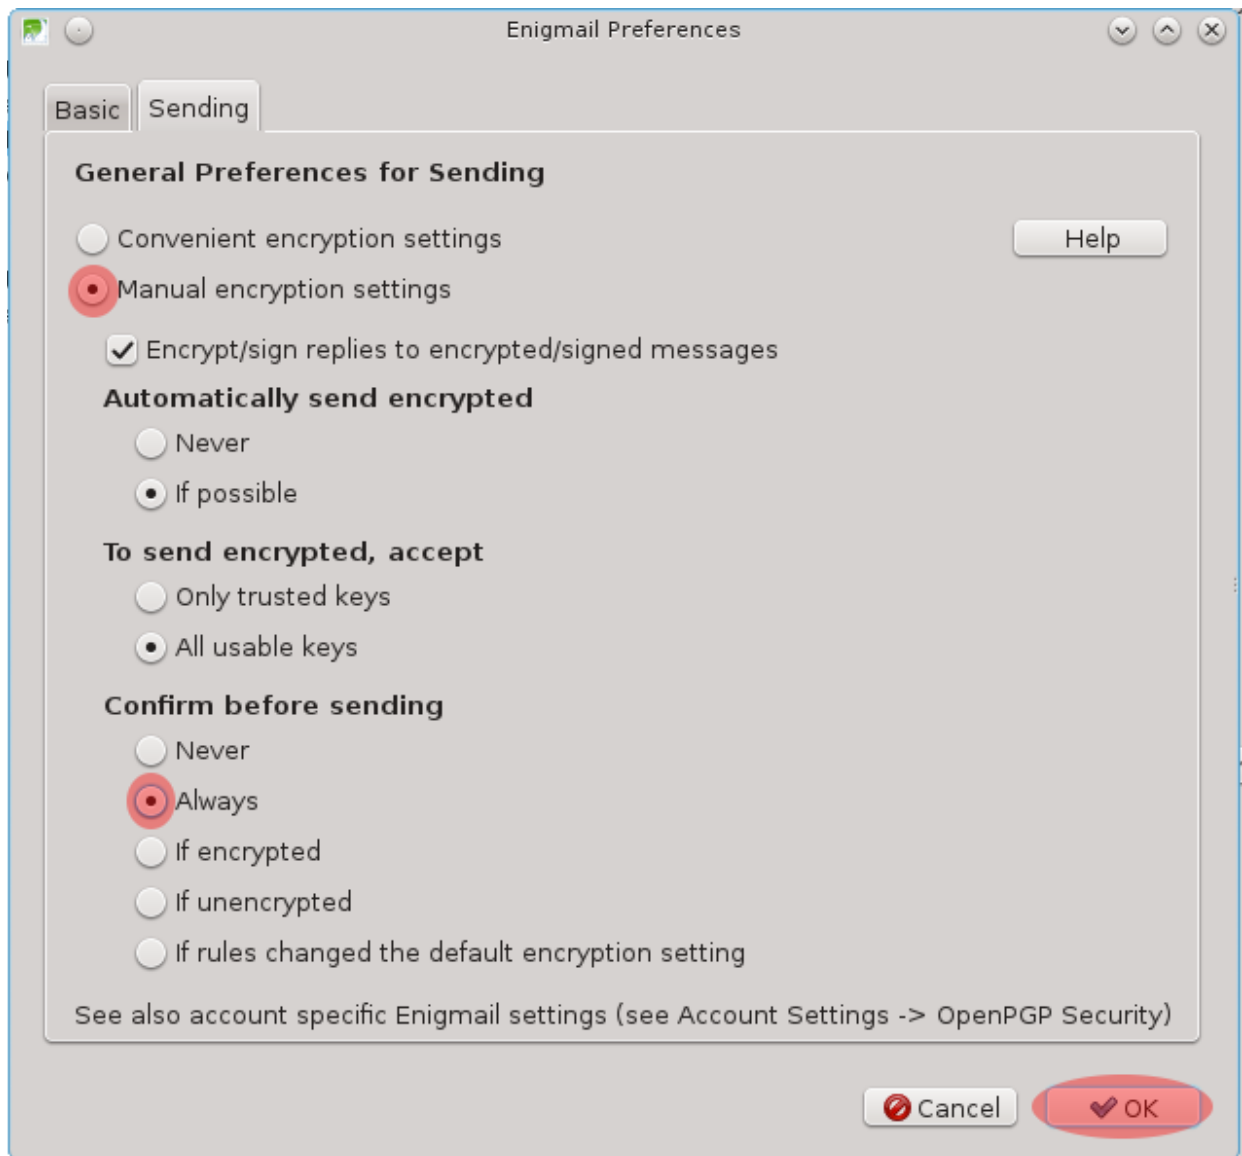 Enigmail Preferences
Basic
Sending
General Preferences for Sending
Convenient encryption settings
Help
Manual encryption settings
Encrypt/sign replies to encrypted/signed messages
Automatically send encrypted
Never
If possible
To send encrypted, accept
Only trusted keys
All usable keys
Confirm before sending
Never
Always
If encrypted
If unencrypted
If rules changed the default encryption setting
See also account specific Enigmail settings (see Account Settings -> OpenPGP Security)
Cancel
OK